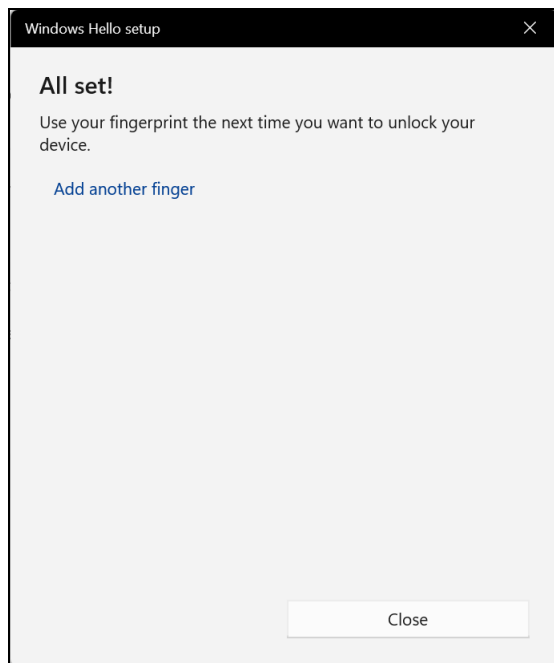 Windows Hello setup
All set!
Use your fingerprint the next time you want to unlock your
device.
Add another finger
Close